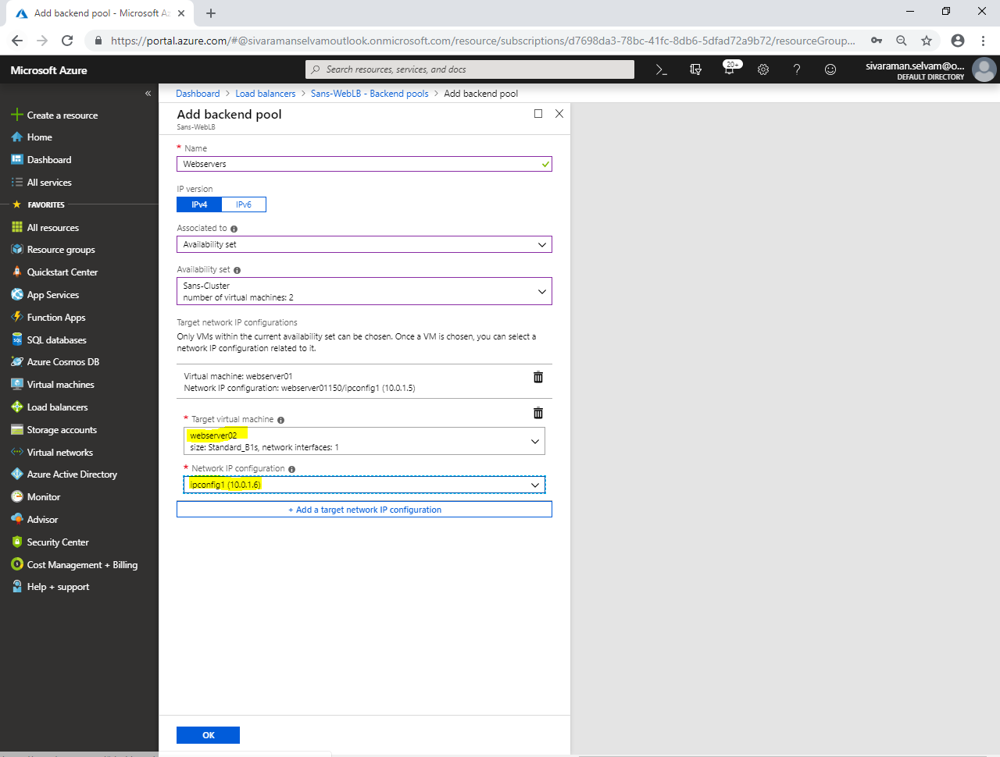 Add backend pool - Microsoft Az
https://portal.azure.com/#@sivaramanselvamoutlook.onmicrosoft.com/resource/subscriptions/d7698da3-78bc-41fc-8db6-5dfad72a9b72/resourceGroup...
Microsoft Azure
Search resources, services, and docs
20+
sivaraman.selvam@o...
DEFAULT DIRECTORY
Create a resource
Home
Dashboard
All services
FAVORITES
All resources
Resource groups
Quickstart Center
App Services
Function Apps
SQL databases
Azure Cosmos DB
Virtual machines
Load balancers
Storage accounts
Virtual networks
Azure Active Directory
Monitor
Advisor
Security Center
Cost Management + Billing
Help + support
Dashboard > Load balancers > Sans-WebLB - Backend pools > Add backend pool
Add backend pool
Sans-WebLB
* Name
Webservers
IP version
IPv4 IPv6
Associated to
Availability set
Availability set
Sans-Cluster
number of virtual machines: 2
Target network IP configurations
Only VMs within the current availability set can be chosen. Once a VM is chosen, you can select a
network IP configuration related to it.
Virtual machine: webserver01
Network IP configuration: webserver01150/ipconfig1 (10.0.1.5)
* Target virtual machine
webserver02
size: Standard_B1s, network interfaces: 1
* Network IP configuration
ipconfig1 (10.0.1.6)
+ Add a target network IP configuration
OK